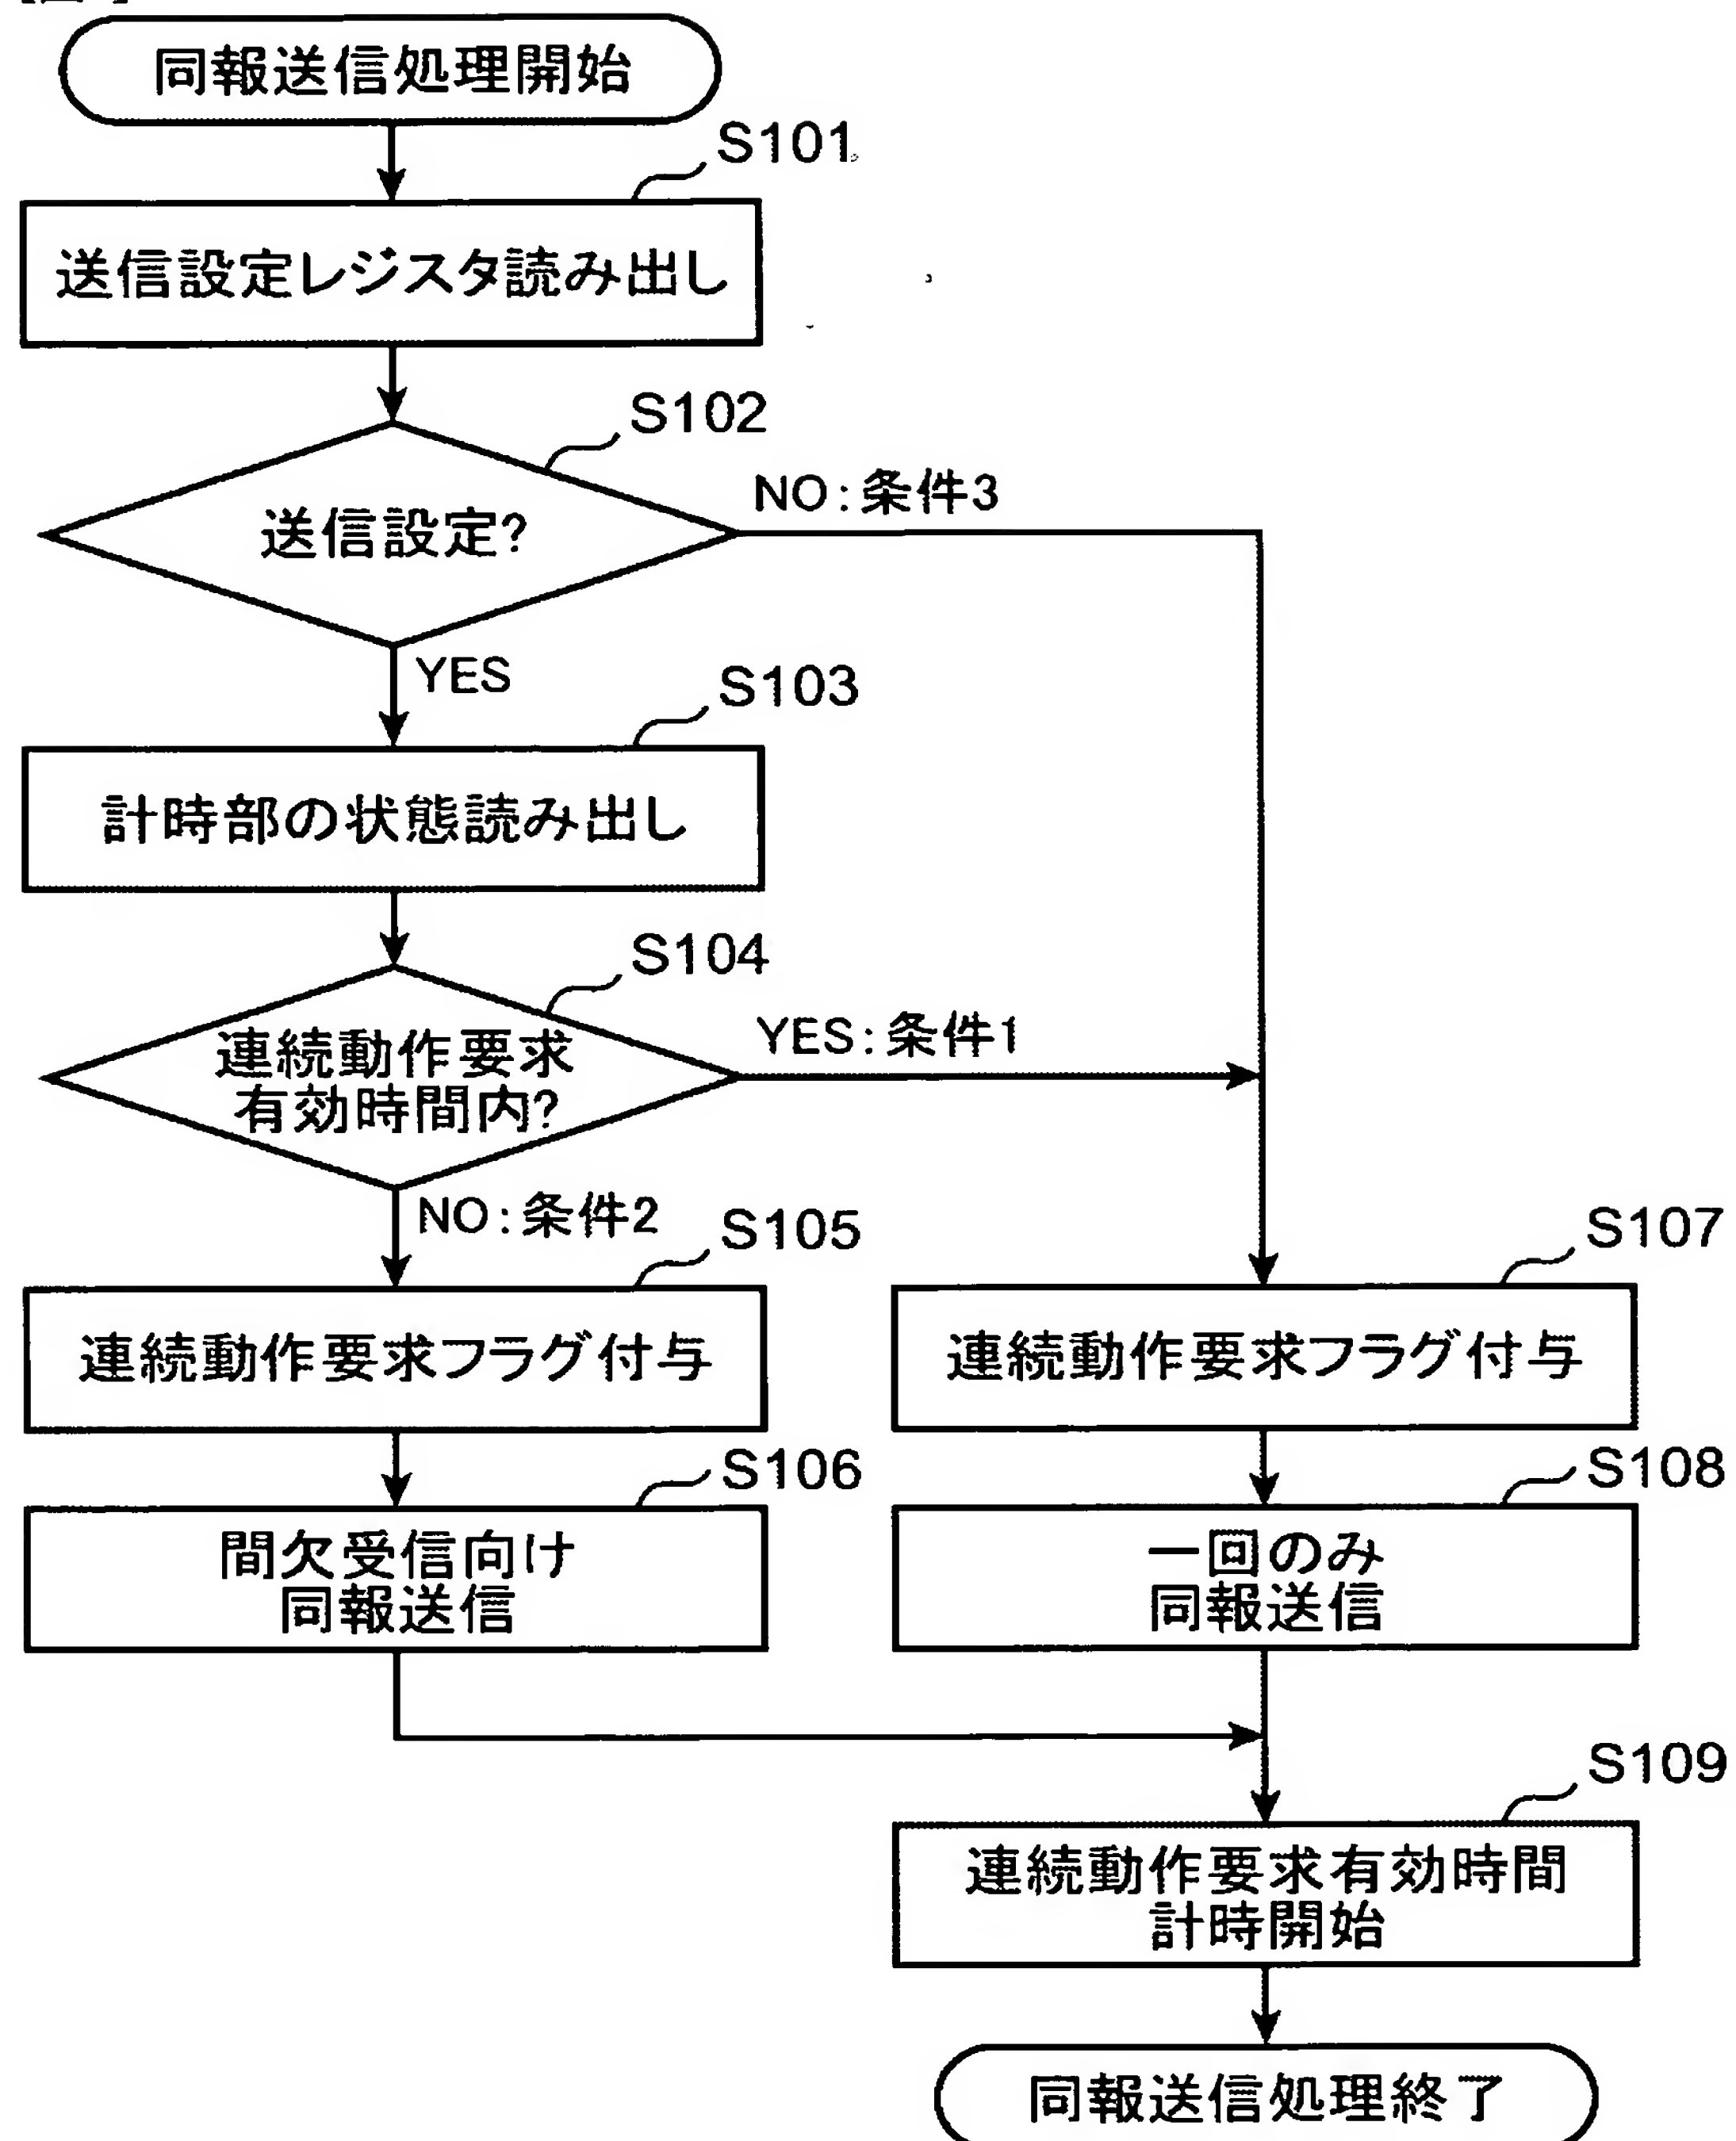 同報送信処理開始
S101
送信設定レジスタ読み出し
S102
送信設定?
NO:条件3
YES
S103
計時部の状態読み出し
S104
連続動作要求
有効時間内?
YES:条件1
NO:条件2
S105
連続動作要求フラグ付与
S106
間欠受信向け
同報送信
S107
連続動作要求フラグ付与
S108
一回のみ
同報送信
S109
連続動作要求有効時間
計時開始
同報送信処理終了